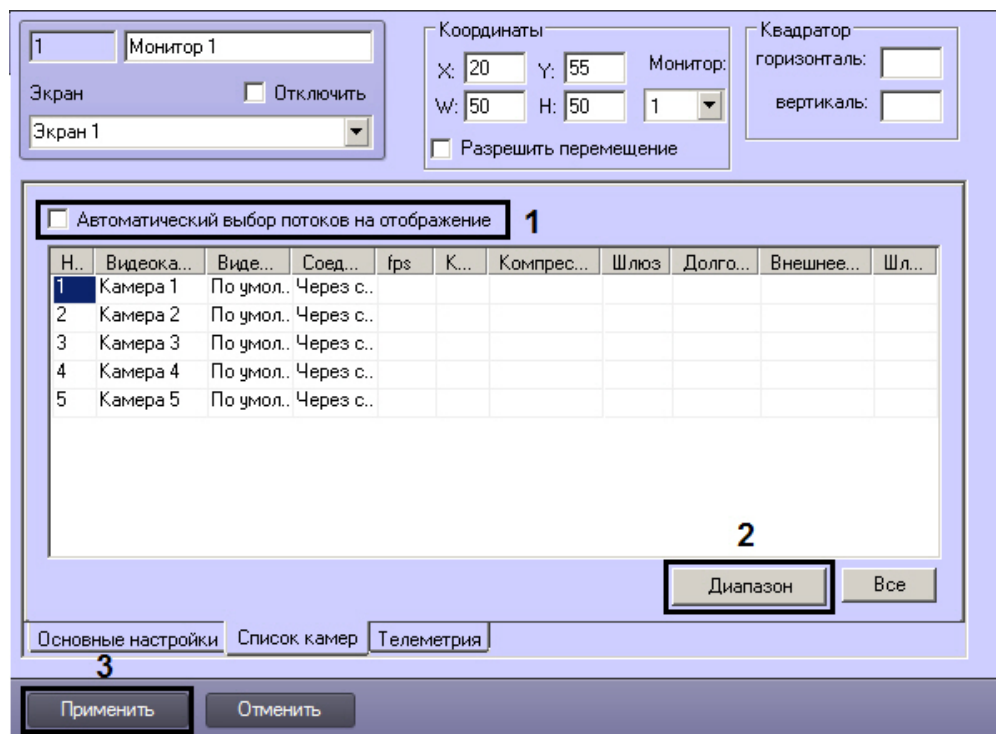 1 Монитор 1
Экран Отключить
Экран 1
Координаты
X: 20 Y: 55 Монитор:
W: 50 H: 50 1
Разрешить перемещение
Квадратор
горизонталь:
вертикаль:
Автоматический выбор потоков на отображение 1
Н.. Видеока... Виде... Соед... fps К... Компрес... Шлюз Долго... Внешнее... Шл...
1 Камера 1 По умол.. Через с..
2 Камера 2 По умол.. Через с..
3 Камера 3 По умол.. Через с..
4 Камера 4 По умол.. Через с..
5 Камера 5 По умол.. Через с..
2
Диапазон Все
Основные настройки Список камер Телеметрия
3
Применить Отменить